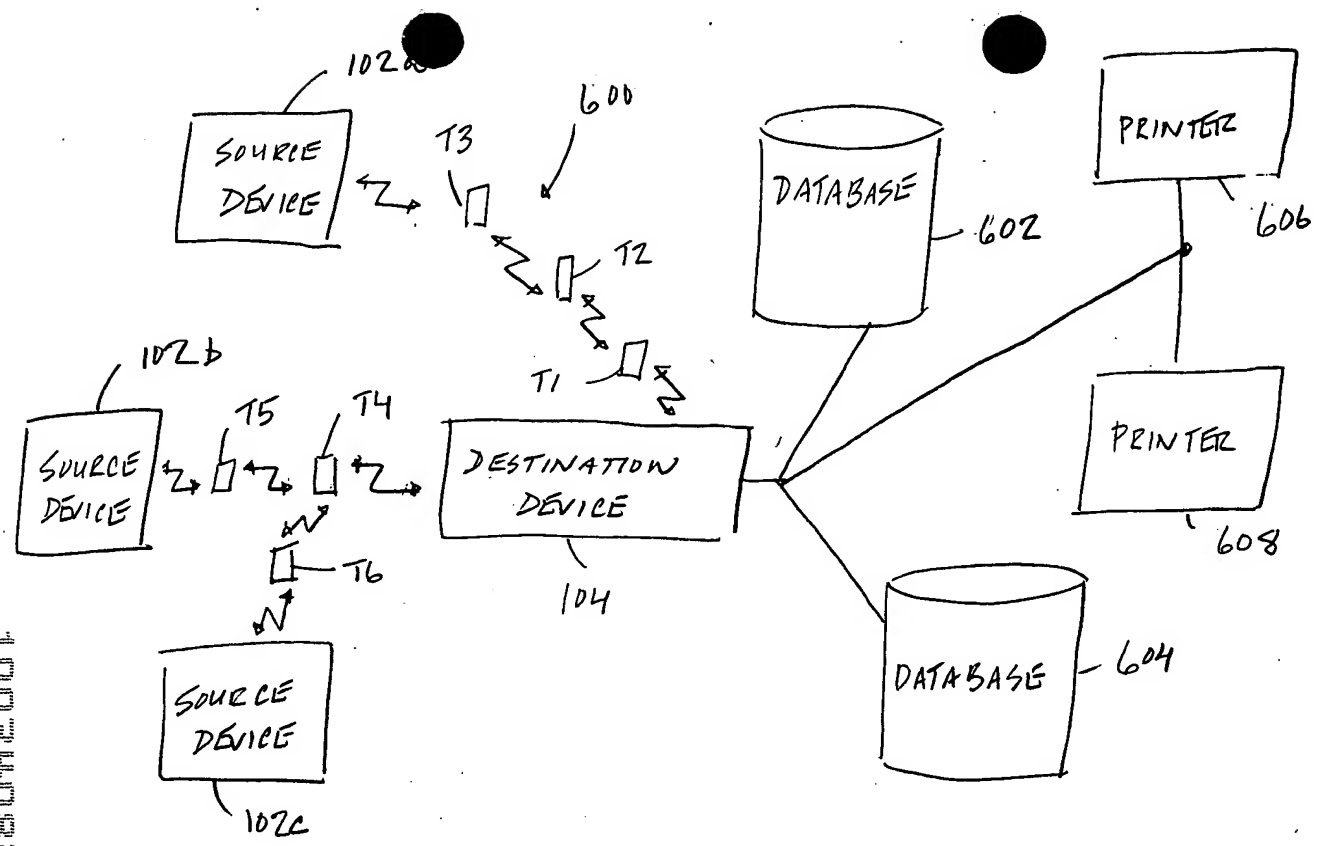 102a
600
SOURCE
DEVICE
T3
T2
T1
DATABASE
602
PRINTER
606
102b
SOURCE
DEVICE
T5
T4
DESTINATION
DEVICE
104
T6
PRINTER
608
SOURCE
DEVICE
102c
DATABASE
604